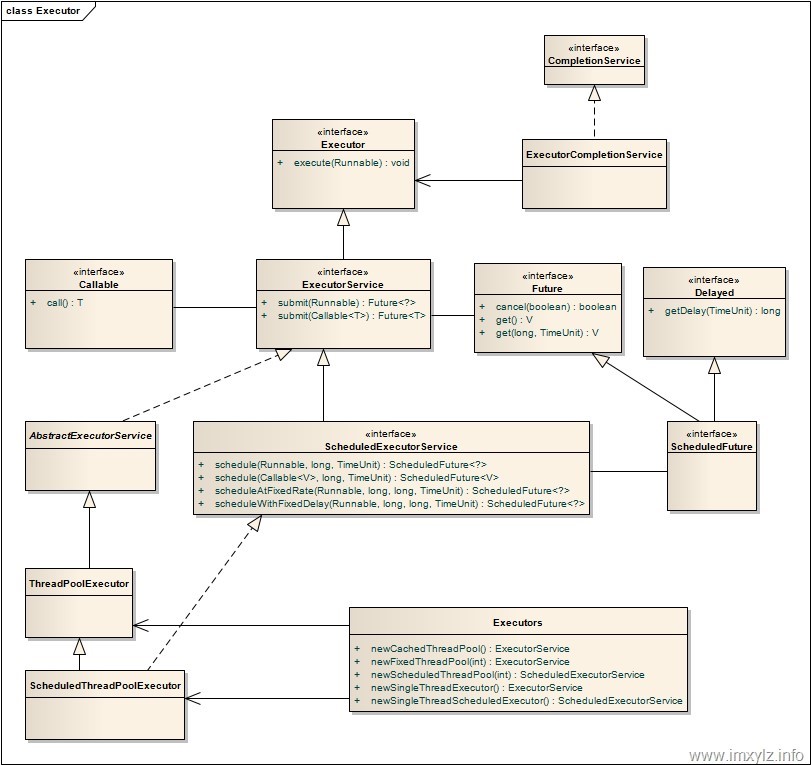 class Executor
«interface»
CompletionService
«interface»
Executor
+ execute(Runnable) : void
ExecutorCompletionService
«interface»
Callable
+ call() : T
«interface»
ExecutorService
+ submit(Runnable) : Future<?>
+ submit(Callable<T>) : Future<T>
«interface»
Future
+ cancel(boolean) : boolean
+ get() : V
+ get(long, TimeUnit) : V
«interface»
Delayed
+ getDelay(TimeUnit) : long
AbstractExecutorService
«interface»
ScheduledExecutorService
+ schedule(Runnable, long, TimeUnit) : ScheduledFuture<?>
+ schedule(Callable<V>, long, TimeUnit) : ScheduledFuture<V>
+ scheduleAtFixedRate(Runnable, long, long, TimeUnit) : ScheduledFuture<?>
+ scheduleWithFixedDelay(Runnable, long, long, TimeUnit) : ScheduledFuture<?>
«interface»
ScheduledFuture
ThreadPoolExecutor
Executors
+ newCachedThreadPool() : ExecutorService
+ newFixedThreadPool(int) : ExecutorService
+ newScheduledThreadPool(int) : ScheduledExecutorService
+ newSingleThreadExecutor() : ExecutorService
+ newSingleThreadScheduledExecutor() : ScheduledExecutorService
ScheduledThreadPoolExecutor
www.imxylz.info